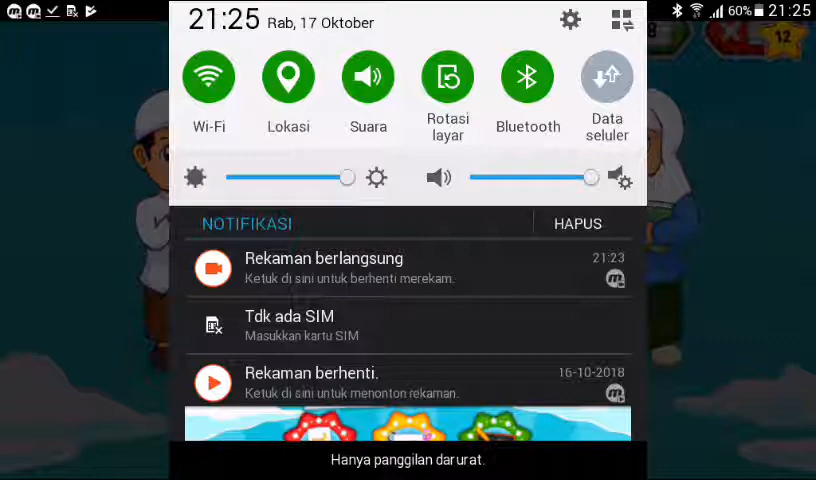 60% 21:25
21:25 Rab, 17 Oktober
12
Wi-Fi
Lokasi
Suara
Rotasi
layar
Bluetooth
Data
seluler
NOTIFIKASI
HAPUS
Rekaman berlangsung
21:23
Ketuk di sini untuk berhenti merekam.
Tdk ada SIM
Masukkan kartu SIM
Rekaman berhenti.
16-10-2018
Ketuk di sini untuk menonton rekaman.
Hanya panggilan darurat.